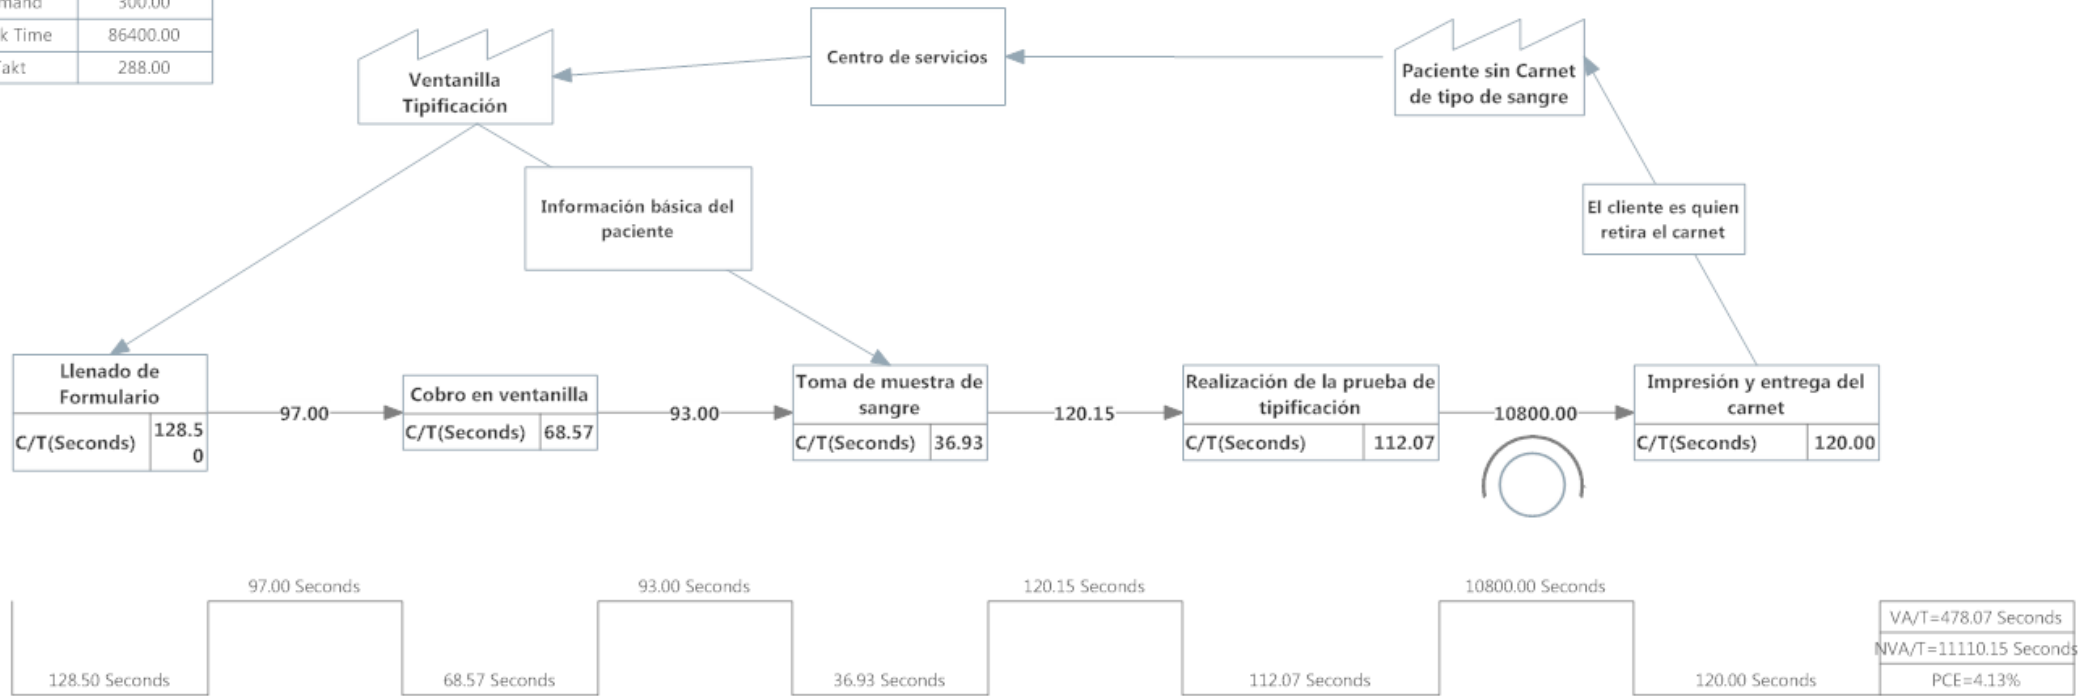 300.00
Time
86400.00
288.00
Ventanilla
Tipificación
Centro de servicios
Paciente sin Carnet
de tipo de sangre
Información básica del
paciente
El cliente es quien
retira el carnet
Llenado de
Formulario
C/T(Seconds)
128.5
0
97.00
Cobro en ventanilla
C/T(Seconds)
68.57
93.00
Toma de muestra de
sangre
C/T(Seconds)
36.93
120.15
Realización de la prueba de
tipificación
C/T(Seconds)
112.07
10800.00
Impresión y entrega del
carnet
C/T(Seconds)
120.00
97.00 Seconds
93.00 Seconds
120.15 Seconds
10800.00 Seconds
128.50 Seconds
68.57 Seconds
36.93 Seconds
112.07 Seconds
120.00 Seconds
VA/T=478.07 Seconds
NVA/T=11110.15 Seconds
PCE=4.13%